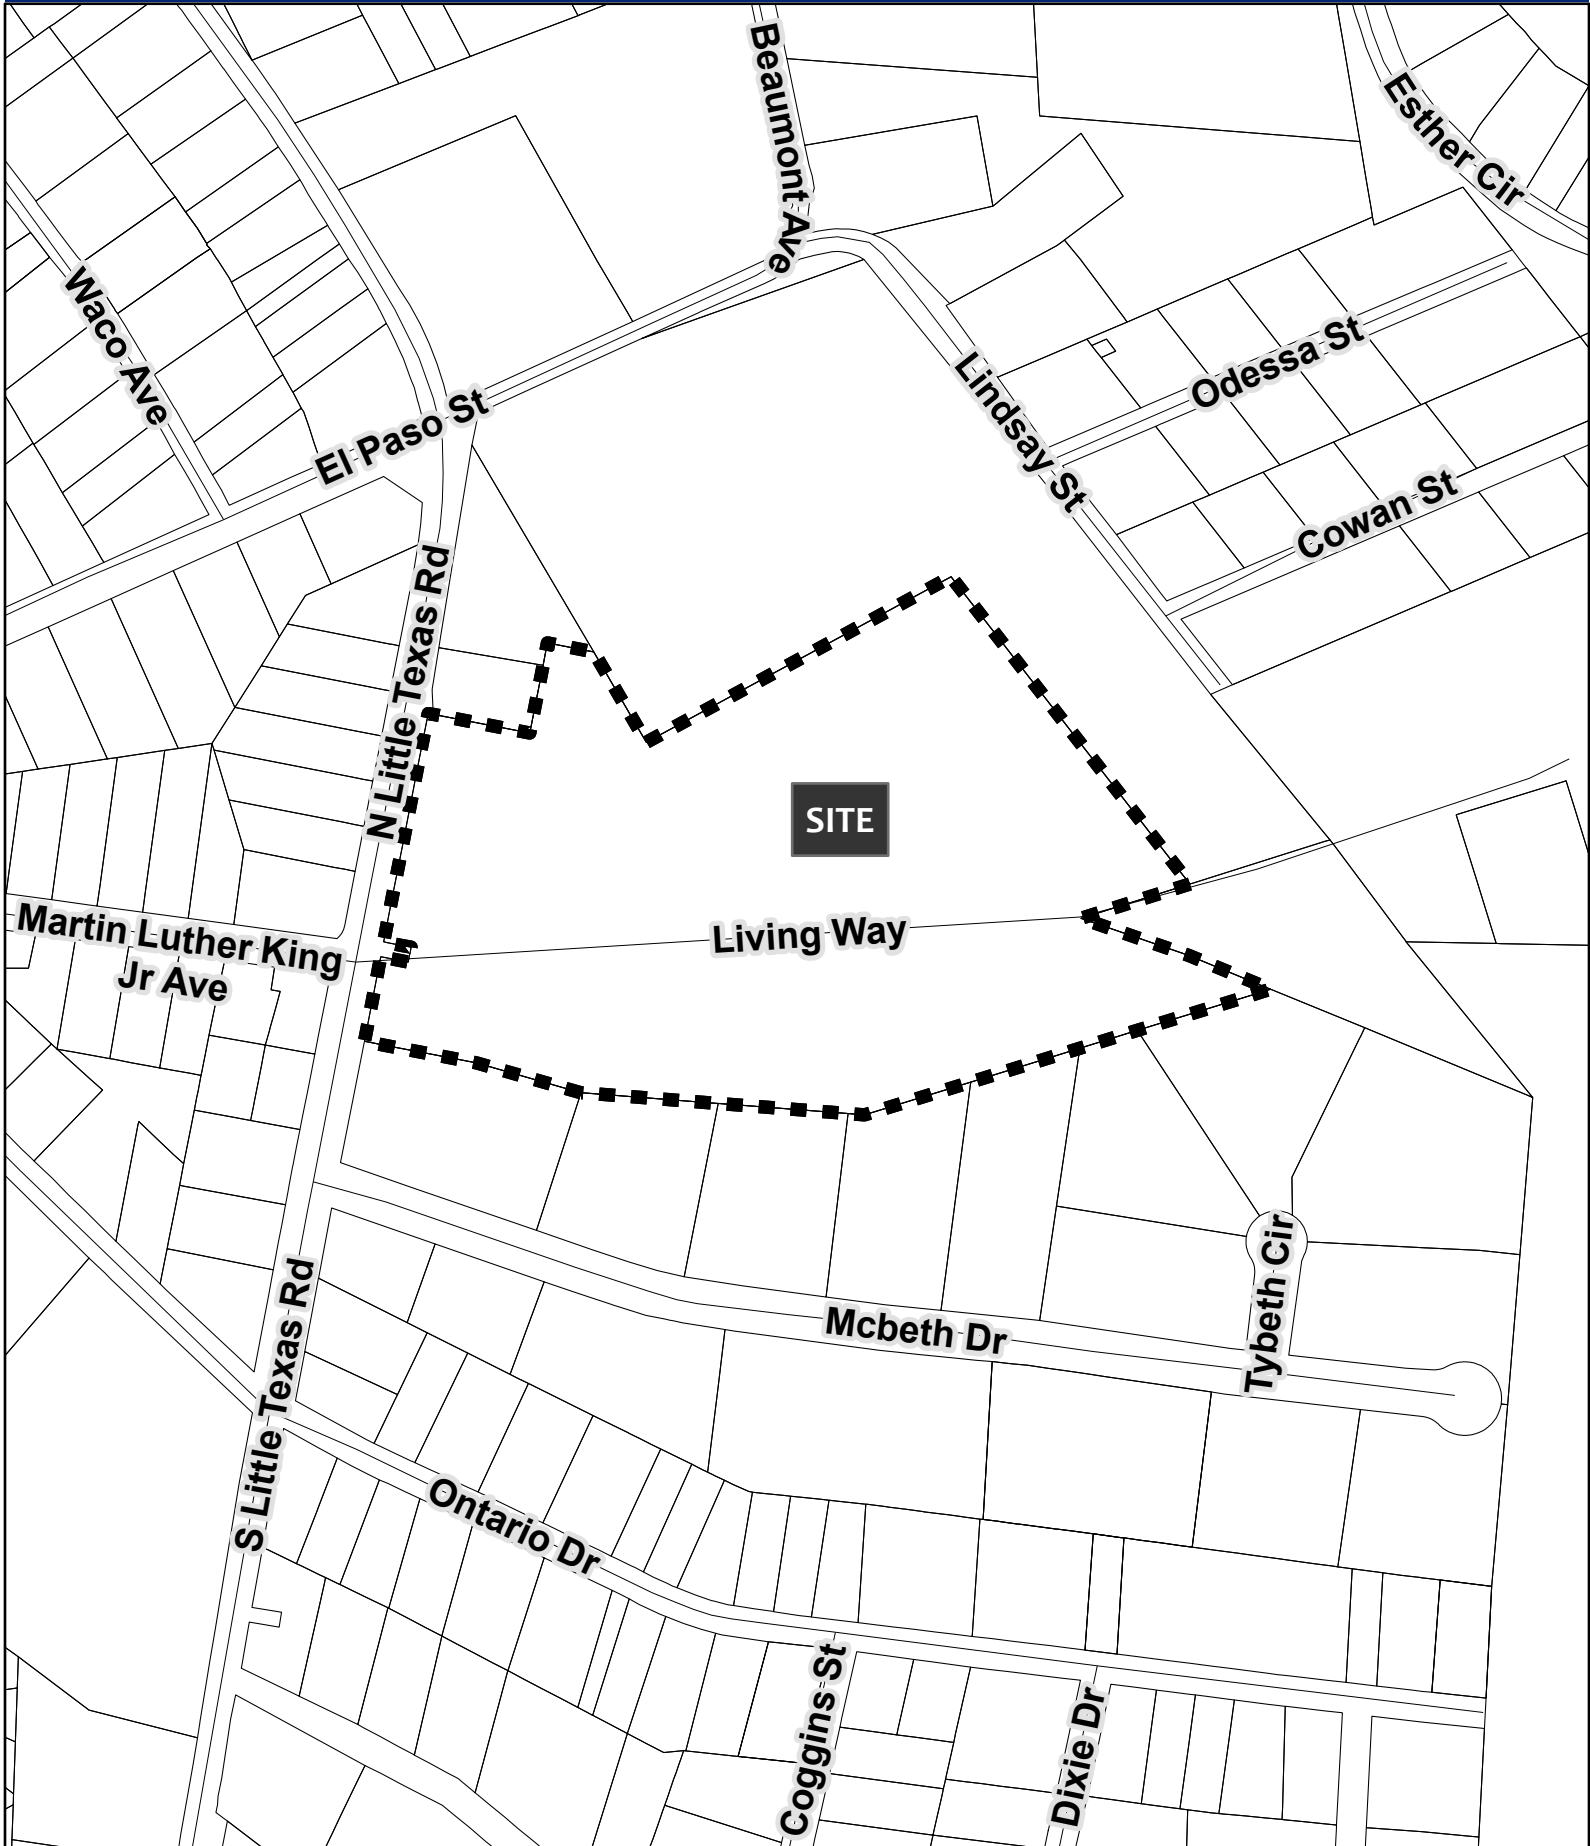 Beaumont Ave
Esther Cir
Waco Ave
El Paso St
Lindsay St
Odessa St
Cowan St
N Little Texas Rd
SITE
Living Way
Martin Luther King
Jr Ave
Tybeth Cir
Mcbeth Dr
S Little Texas Rd
Ontario Dr
Coggins St
Dixie Dr